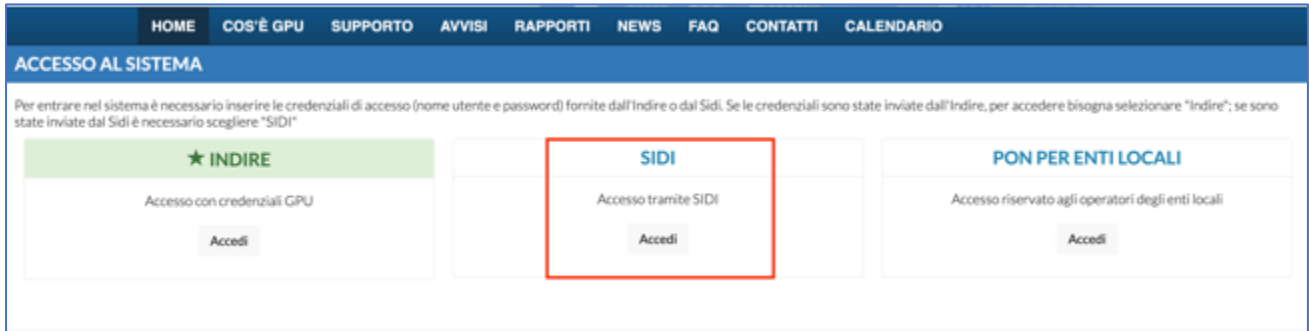 HOME COS'È GPU SUPPORTO AVVISI RAPPORTI NEWS FAQ CONTATTI CALENDARIO
ACCESSO AL SISTEMA
Per entrare nel sistema è necessario inserire le credenziali di accesso (nome utente e password) fornite dall'Indire o dal Sidi. Se le credenziali sono state inviate dall'Indire, per accedere bisogna selezionare "Indire"; se sono
state inviate dal Sidi è necessario scegliere "SIDI"
★ INDIRE
Accesso con credenziali GPU
Accedi
SIDI
Accesso tramite SIDI
Accedi
PON PER ENTI LOCALI
Accesso riservato agli operatori degli enti locali
Accedi